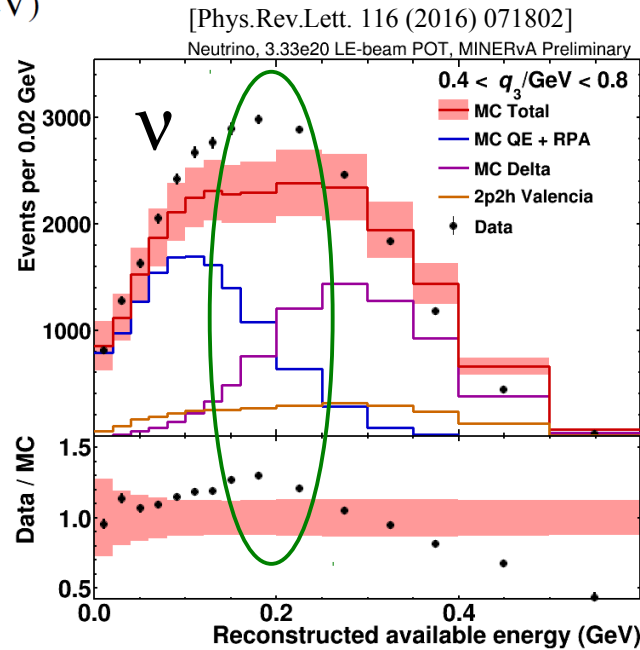 eV)
[Phys.Rev.Lett. 116 (2016) 071802]
Neutrino, 3.33e20 LE-beam POT, MINERvA Preliminary
Events per 0.02 GeV
3000
2000
1000
ν
0.4 < q3/GeV < 0.8
MC Total
MC QE + RPA
MC Delta
2p2h Valencia
Data
Data / MC
1.5
1.0
0.5
0.0 0.2 0.4
Reconstructed available energy (GeV)